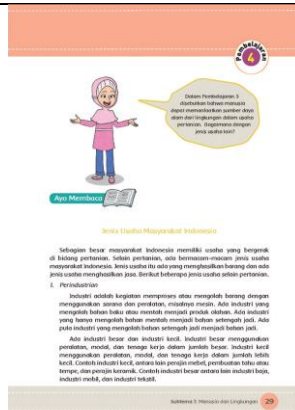 Pembelajaran
4
Dalam Pembelajaran 3
disebutkan bahwa manusia
dapat memanfaatkan sumber daya
alam dari lingkungan dalam usaha
pertanian. Bagaimana dengan
jenis usaha lain?
Ayo Membaca
Jenis Usaha Masyarakat Indonesia
Sebagian besar masyarakat Indonesia memiliki usaha yang bergerak
di bidang pertanian. Selain pertanian, ada bermacam-macam jenis usaha
masyarakat Indonesia. Jenis usaha itu ada yang menghasilkan barang dan ada
jenis usaha menghasilkan jasa. Berikut beberapa jenis usaha selain pertanian.
1. Perindustrian
Industri adalah kegiatan memproses atau mengolah barang dengan
menggunakan sarana dan peralatan, misalnya mesin. Ada industri yang
mengolah bahan baku atau mentah menjadi produk olahan. Ada industri
yang hanya mengolah bahan mentah menjadi bahan setengah jadi. Ada
pula industri yang mengolah bahan setengah jadi menjadi bahan jadi.
Ada industri besar dan industri kecil. Industri besar menggunakan
peralatan, modal, dan tenaga kerja dalam jumlah besar. Industri kecil
menggunakan peralatan, modal, dan tenaga kerja dalam jumlah lebih
kecil. Contoh industri kecil, antara lain perajin mebel, pembuatan tahu atau
tempe, dan perajin keramik. Contoh industri besar antara lain industri baja,
industri mobil, dan industri tekstil.
Subtema 1: Manusia dan Lingkungan
29